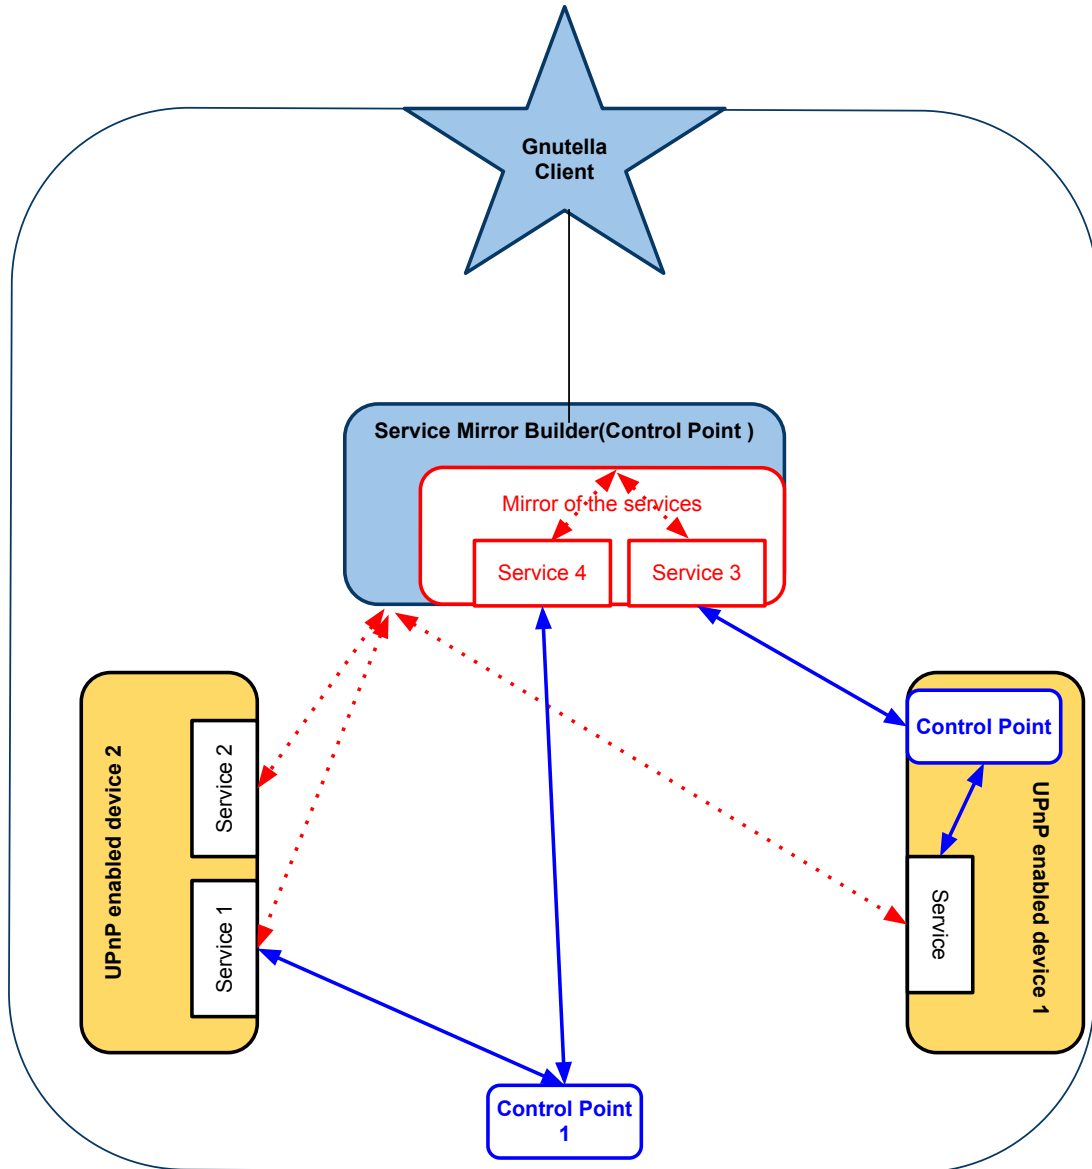 Gnutella
Client
Service Mirror Builder(Control Point )
Mirror of the services
Service 4
Service 3
UPnP enabled device 2
Service 2
Service 1
Control Point
UPnP enabled device 1
Service
Control Point
1